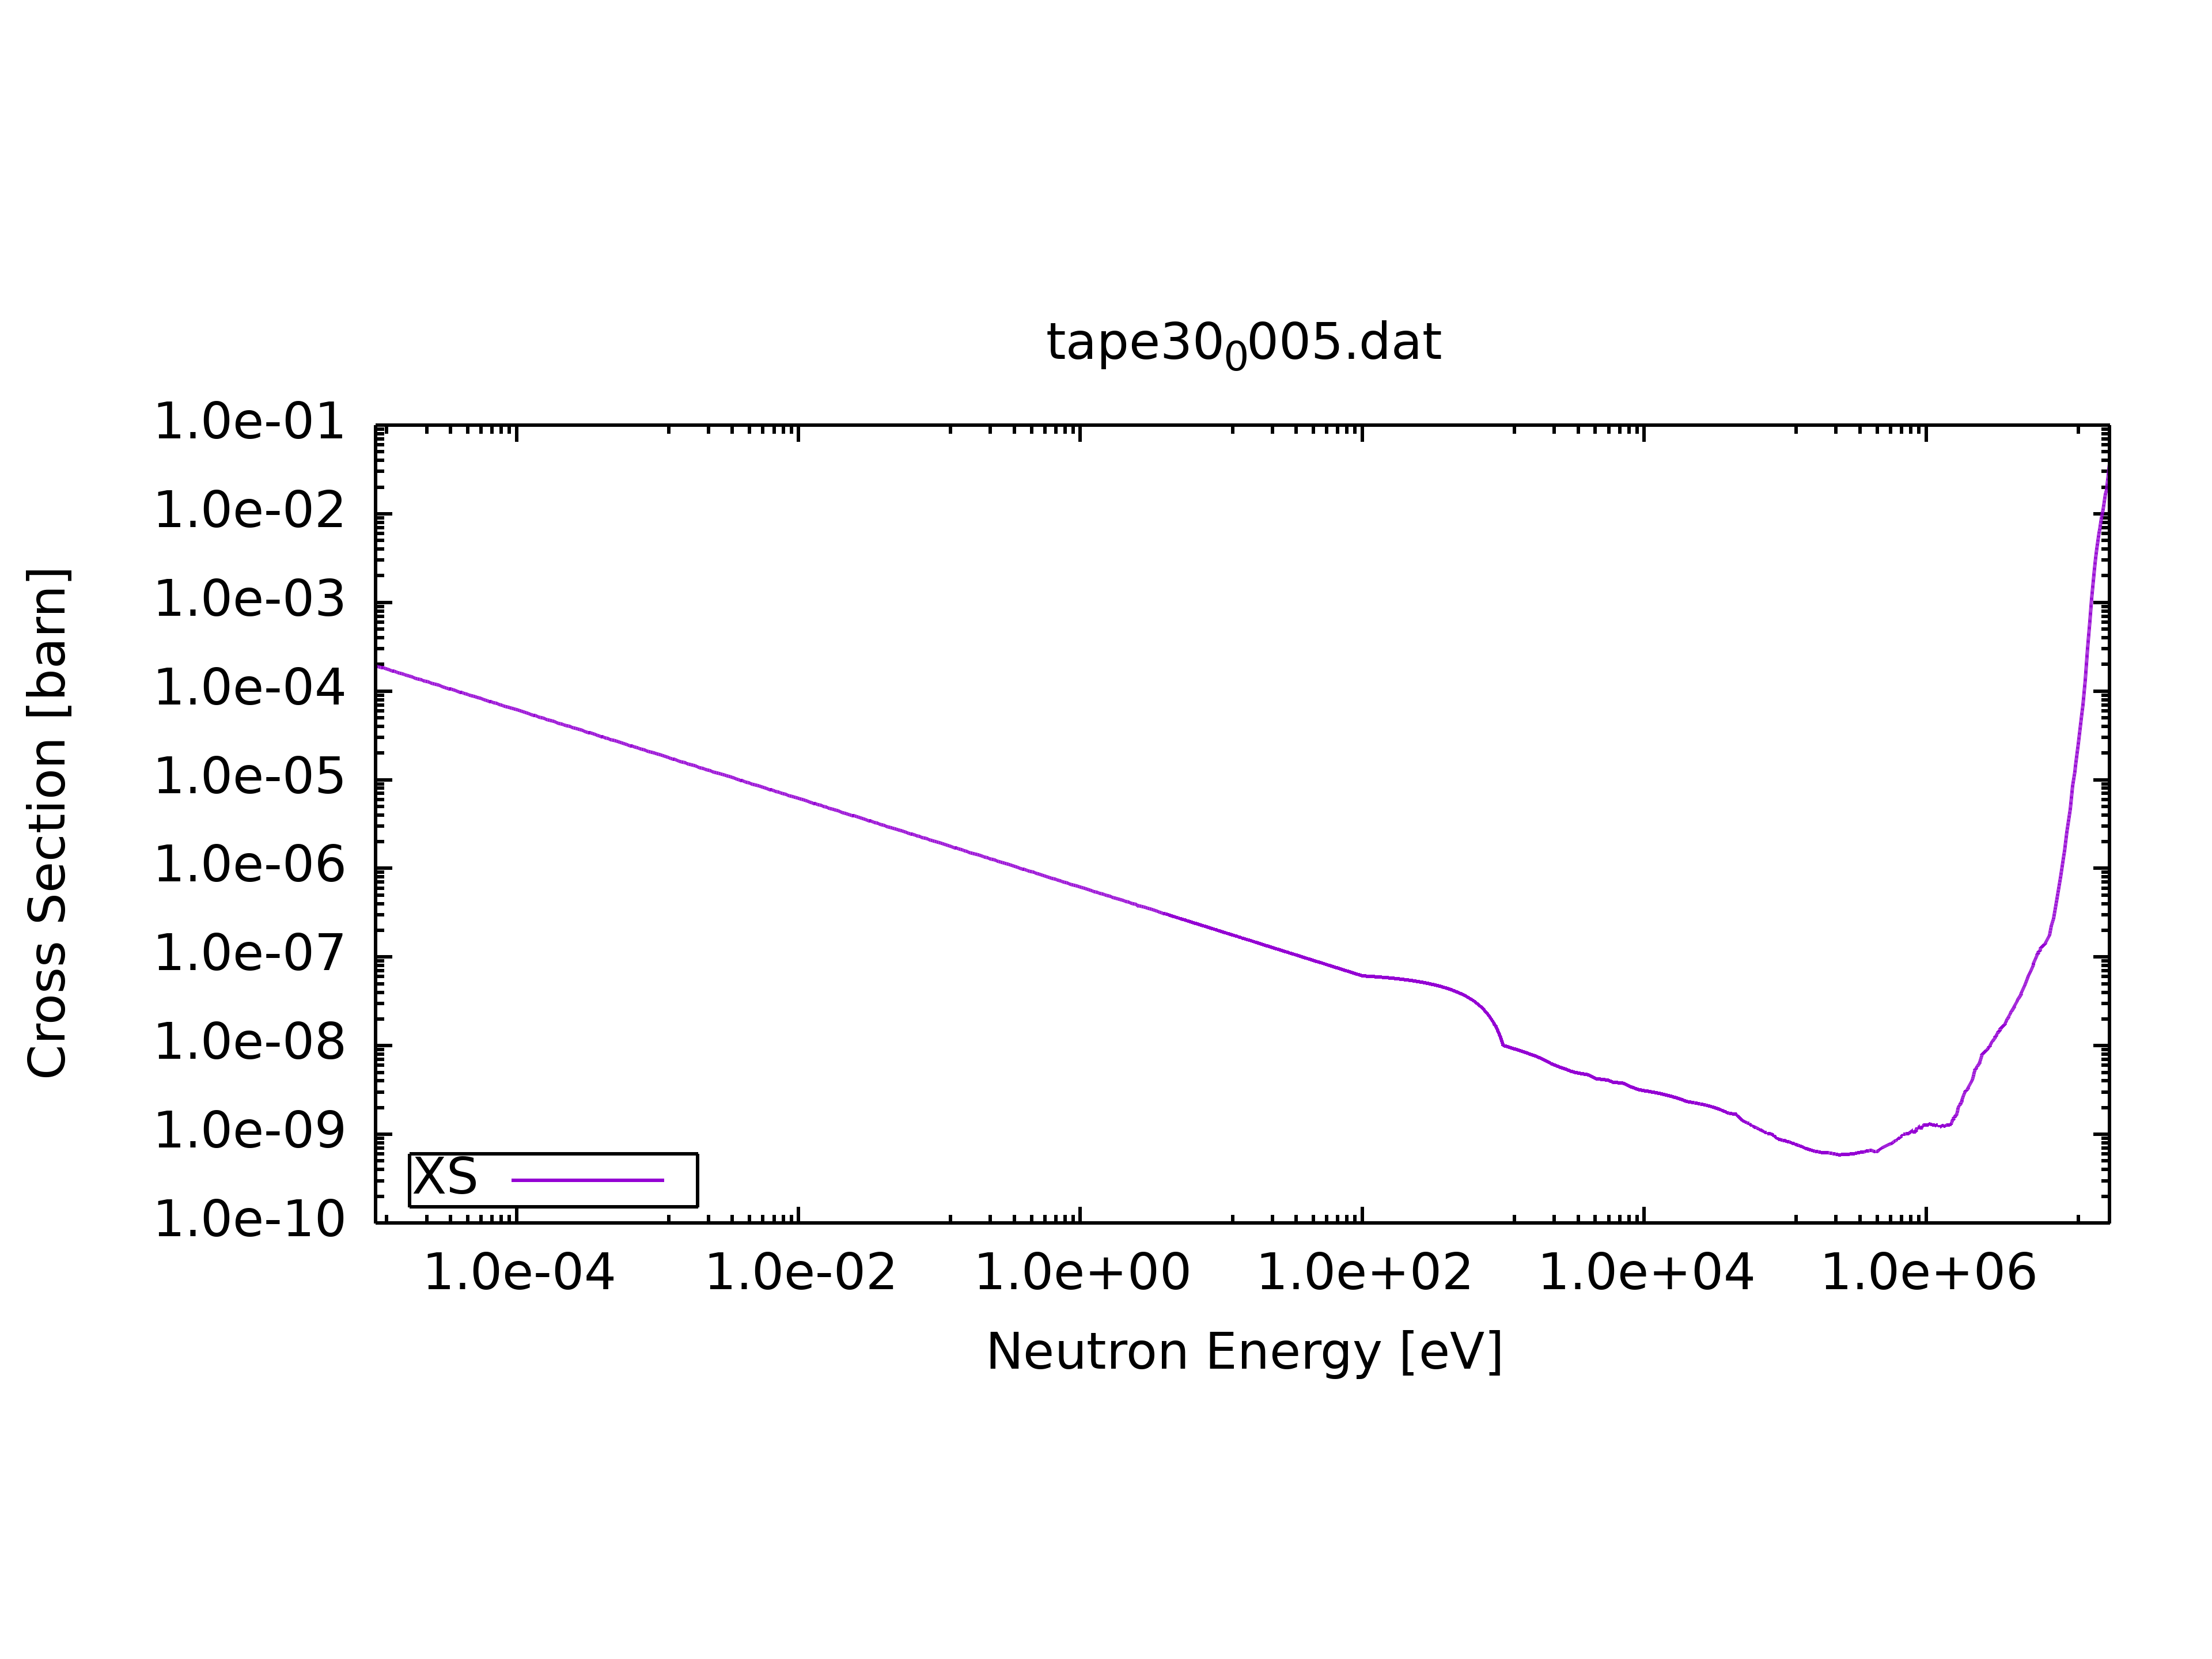 tape30₀005.dat
1.0e-01
1.0e-02
1.0e-03
1.0e-04
1.0e-05
1.0e-06
1.0e-07
1.0e-08
1.0e-09
1.0e-10
Cross Section [barn]
XS
1.0e-04 1.0e-02 1.0e+00 1.0e+02 1.0e+04 1.0e+06
Neutron Energy [eV]